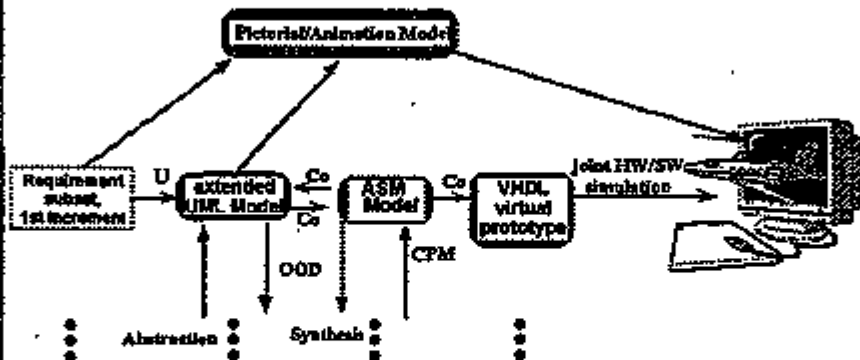 Pictorial/Animation Model
Requirement
subset,
1st increment
U
extended
UML Model
Co
Co
ASM
Model
Co
VHDL
virtual
prototype
Joint HW/SW
simulation
OOD
CPM
Abstraction
Synthesis